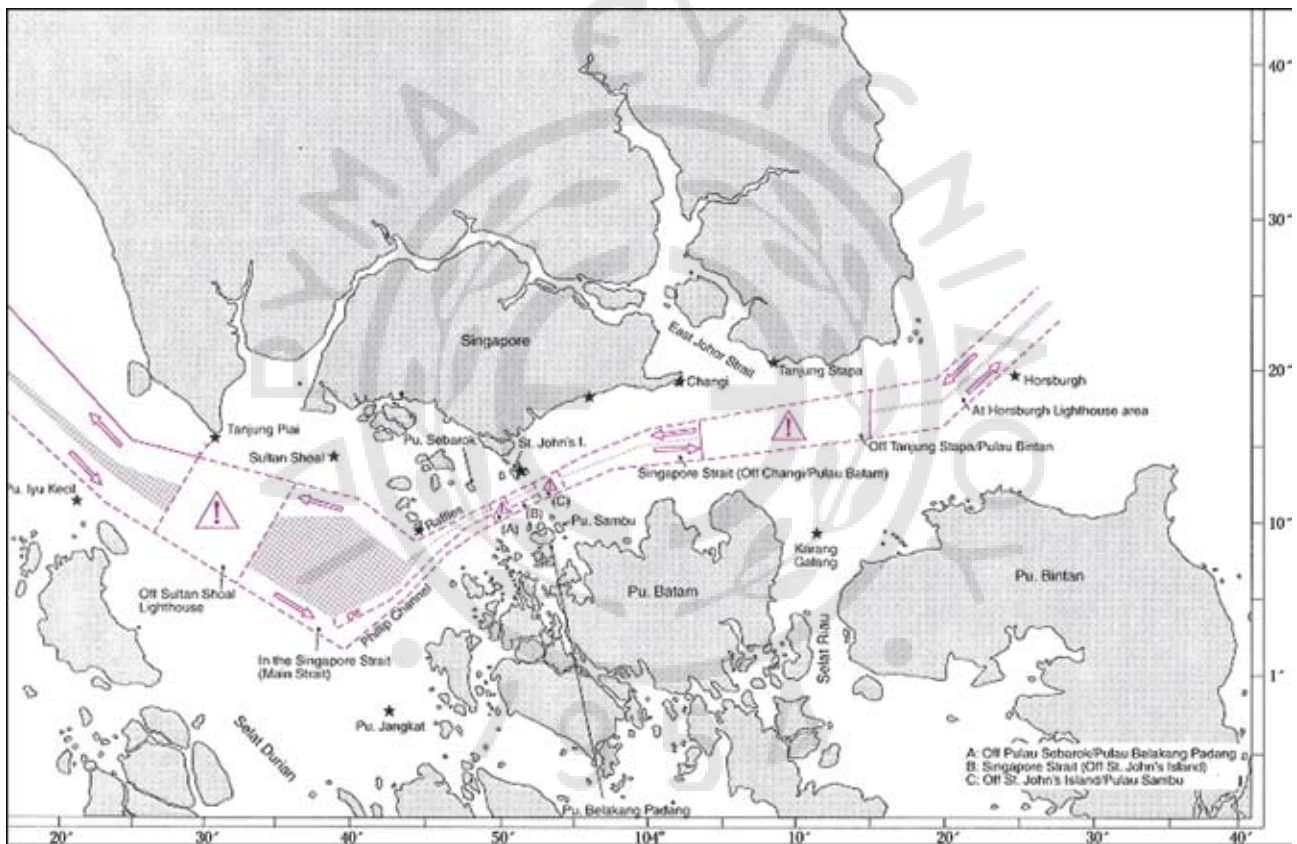 40´
30´
20´
10´
1˚
Singapore
East Johor Strait
Changi
Tanjung Stapa
Horsburgh
At Horsburgh Lighthouse area
Off Tanjung Stapa/Pulau Bintan
Tanjung Piai
Sultan Shoal
Pu. Sebarok
St. John's I.
Singapore Strait (Off Changi/Pulau Batam)
Pu. Iyu Kecil
Raffles
(A)
(B)
(C)
Pu. Sambu
Karang
Galang
Off Sultan Shoal
Lighthouse
Phillip Channel
Pu. Batam
Pu. Bintan
In the Singapore Strait
(Main Strait)
Selat Riau
Selat Durian
Pu. Jangkat
A: Off Pulau Sebarok/Pulau Belakang Padang
B: Singapore Strait (Off St. John's Island)
C: Off St. John's Island/Pulau Sambu
Pu. Belakang Padang
20´ 30´ 40´ 50´ 104˚ 10´ 20´ 30´ 40´